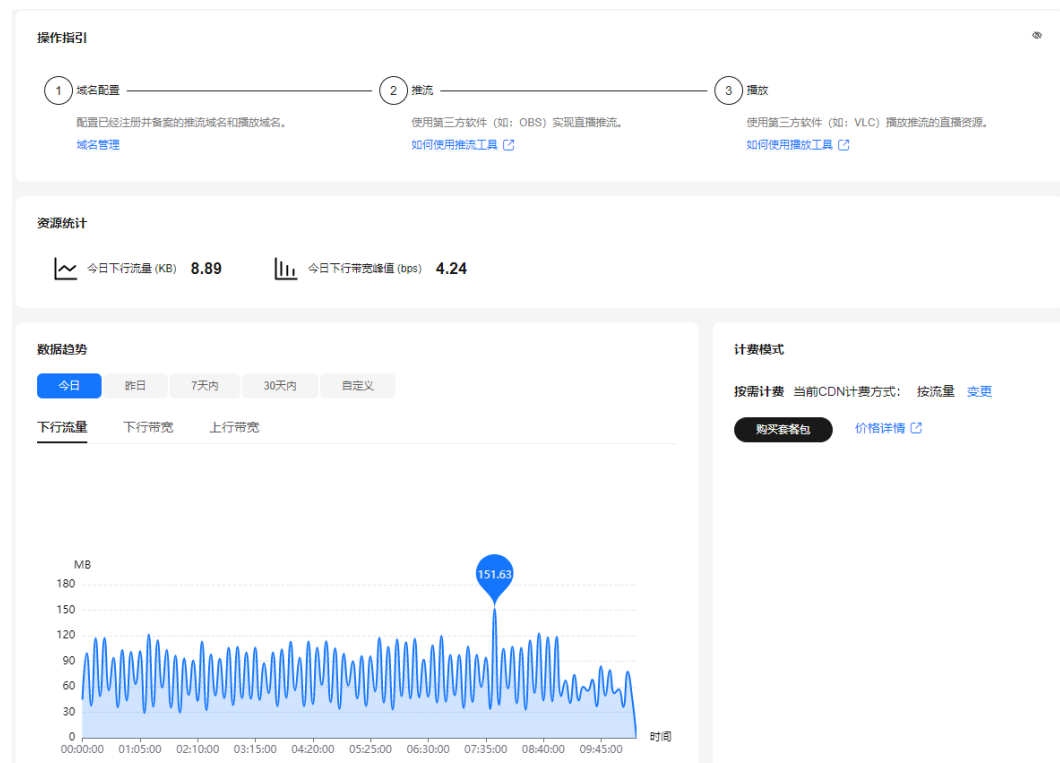 操作指引
1 域名配置
配置已经注册并备案的推流域名和播放域名。
域名管理
2 推流
使用第三方软件（如：OBS）实现直播推流。
如何使用推流工具
3 播放
使用第三方软件（如：VLC）播放推流的直播资源。
如何使用播放工具
资源统计
今日下行流量 (KB) 8.89
今日下行带宽峰值 (bps) 4.24
数据趋势
今日 昨日 7天内 30天内 自定义
下行流量 下行带宽 上行带宽
MB
180
150
120
90
60
30
0
151.63
时间
00:00:00 01:05:00 02:10:00 03:15:00 04:20:00 05:25:00 06:30:00 07:35:00 08:40:00 09:45:00
计费模式
按需计费 当前CDN计费方式： 按流量 变更
购买套餐包 价格详情